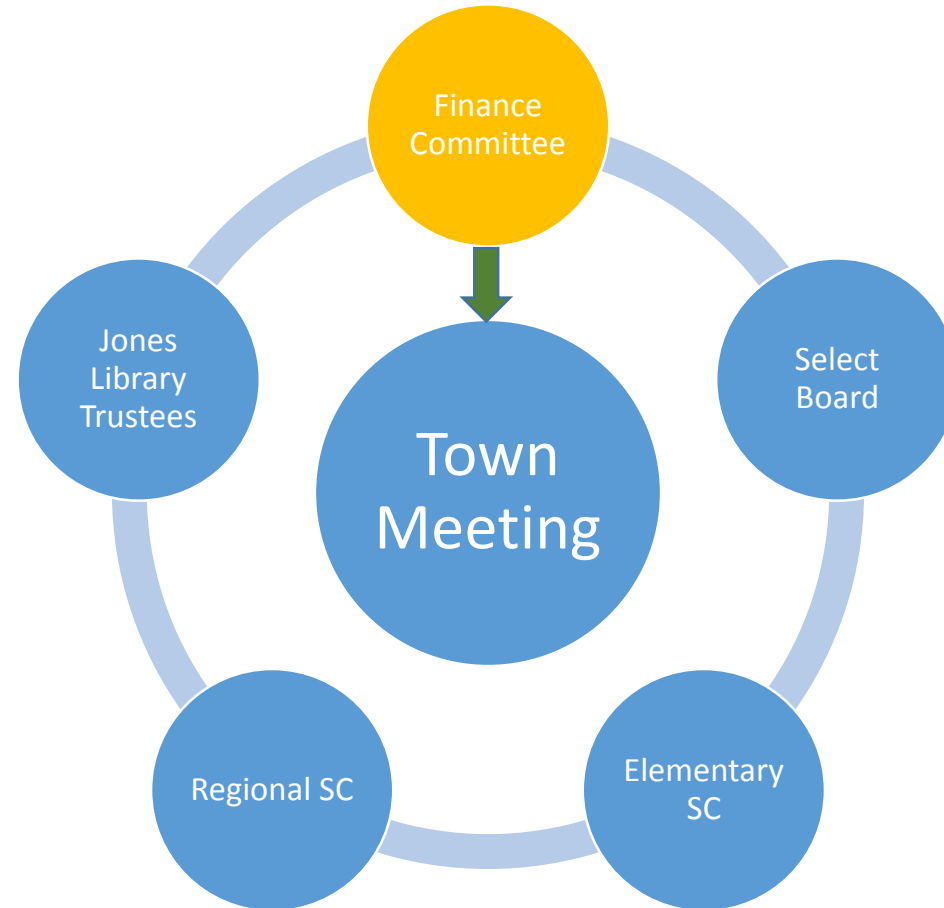 Finance
Committee
Jones
Library
Trustees
Select
Board
Town
Meeting
Regional SC
Elementary
SC